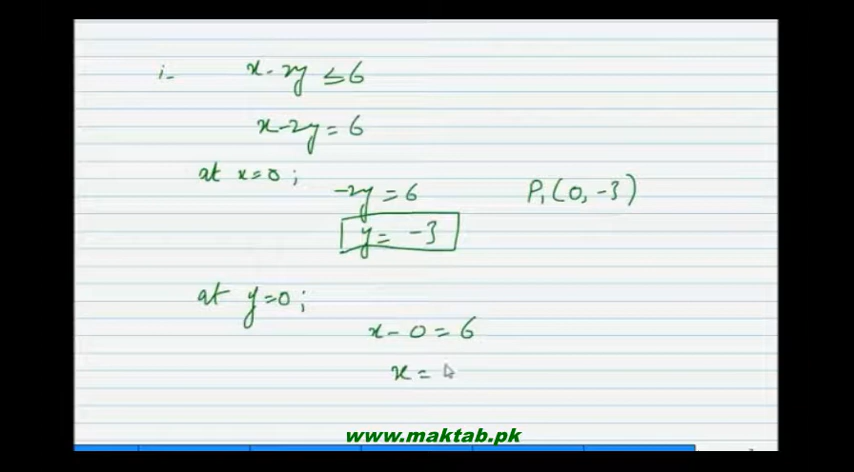 i- x - 2y ≤ 6
x - 2y = 6
at x = 0 ;
-2y = 6 P₁(0, -3)
y = -3
at y = 0 ;
x - 0 = 6
x =
www.maktab.pk